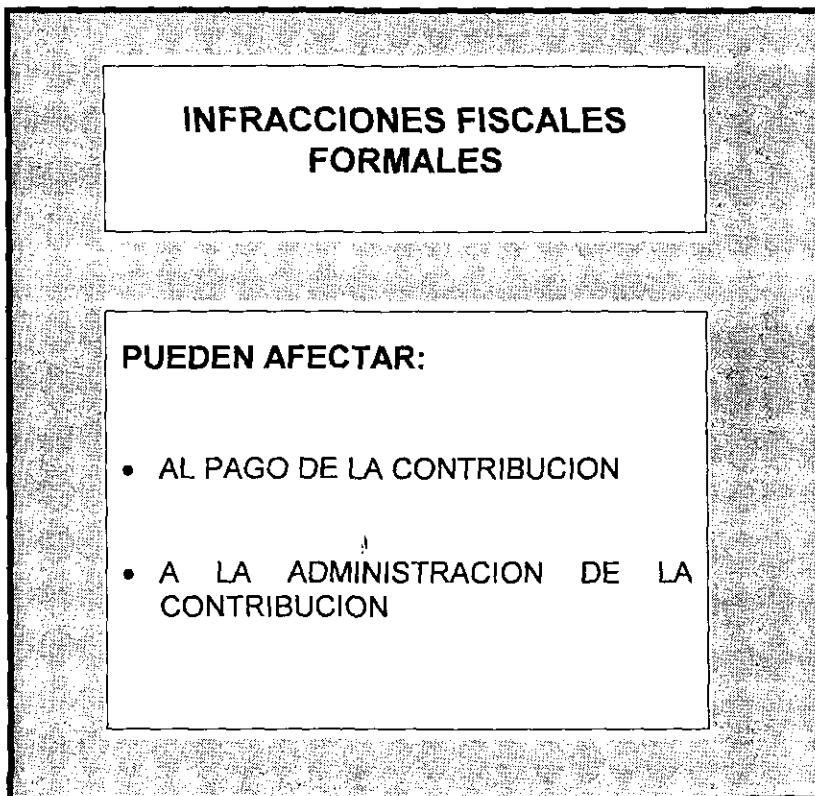 INFRACCIONES FISCALES
FORMALES
PUEDEN AFECTAR:
• AL PAGO DE LA CONTRIBUCION
• A LA ADMINISTRACION DE LA
CONTRIBUCION